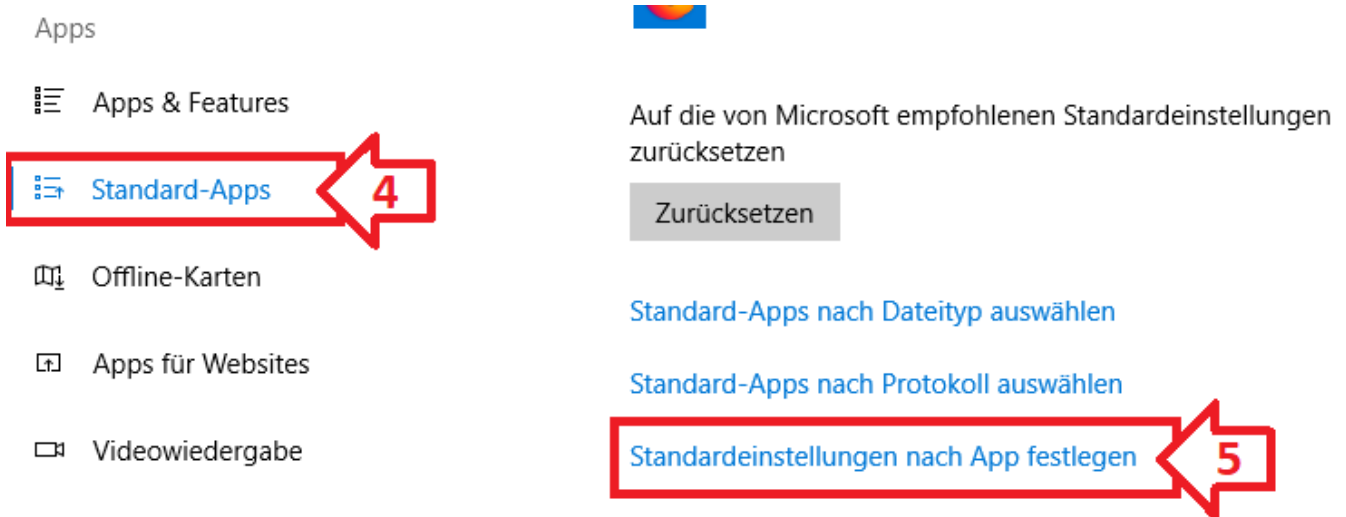 Apps
Apps & Features
Standard-Apps
4
Offline-Karten
Apps für Websites
Videowiedergabe
Auf die von Microsoft empfohlenen Standardeinstellungen
zurücksetzen
Zurücksetzen
Standard-Apps nach Dateityp auswählen
Standard-Apps nach Protokoll auswählen
Standardeinstellungen nach App festlegen
5